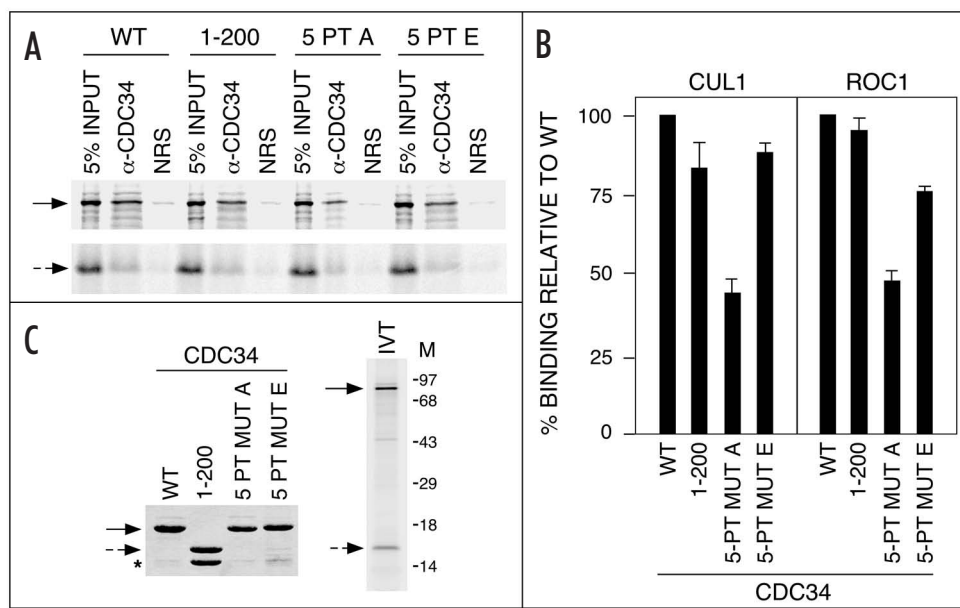 A
WT 1-200 5 PT A 5 PT E
5% INPUT α-CDC34 NRS 5% INPUT α-CDC34 NRS 5% INPUT α-CDC34 NRS 5% INPUT α-CDC34 NRS
B
CUL1 ROC1
% BINDING RELATIVE TO WT
100
75
50
25
0
WT 1-200 5-PT MUT A 5-PT MUT E WT 1-200 5-PT MUT A 5-PT MUT E
CDC34
C
CDC34
WT 1-200 5 PT MUT A 5 PT MUT E
*
IVT M
-97
-68
-43
-29
-18
-14